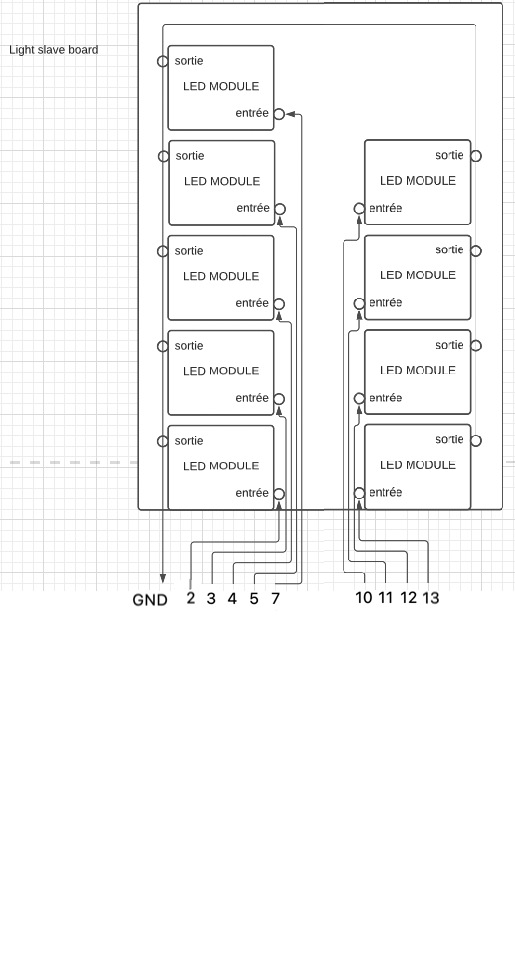 Light slave board
sortie
LED MODULE
entrée
sortie
LED MODULE
entrée
sortie
LED MODULE
entrée
sortie
LED MODULE
entrée
sortie
LED MODULE
entrée
sortie
LED MODULE
entrée
sortie
LED MODULE
entrée
sortie
LED MODULE
entrée
sortie
LED MODULE
entrée
GND 2 3 4 5 7 10 11 12 13